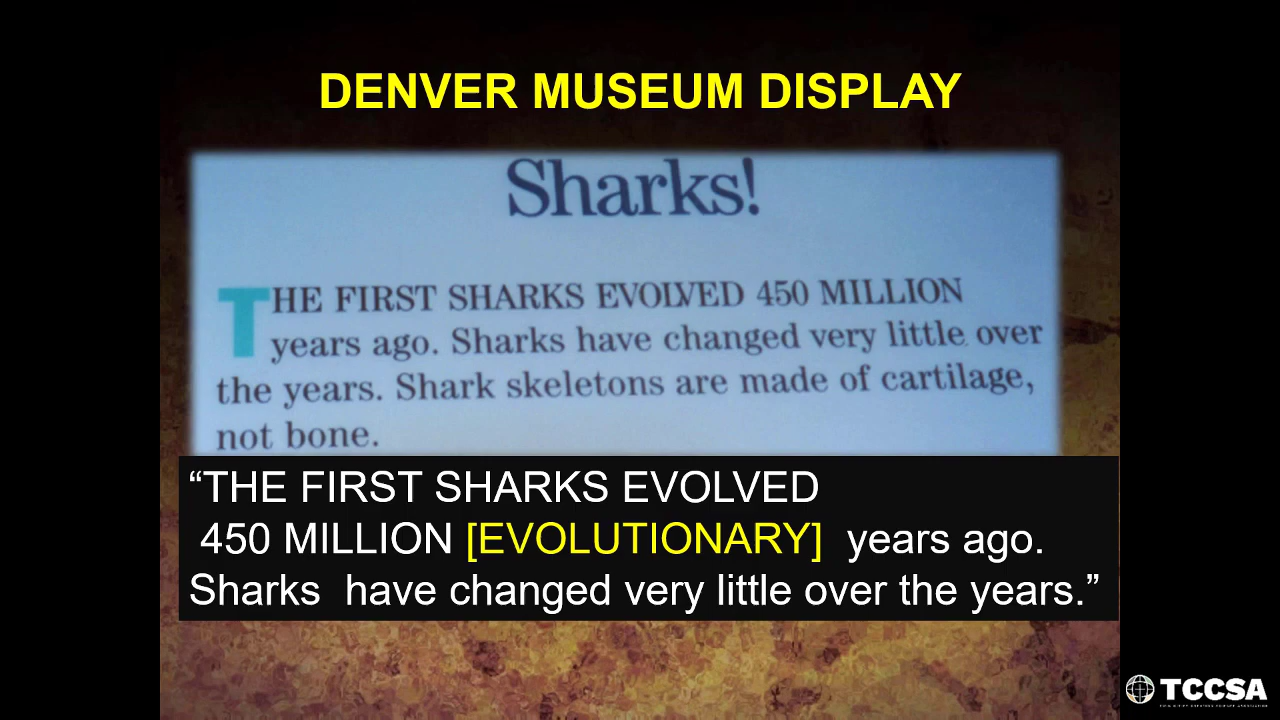 DENVER MUSEUM DISPLAY
Sharks!
THE FIRST SHARKS EVOLVED 450 MILLION
years ago. Sharks have changed very little over
the years. Shark skeletons are made of cartilage,
not bone.
“THE FIRST SHARKS EVOLVED
450 MILLION [EVOLUTIONARY] years ago.
Sharks have changed very little over the years.”
TCCSA